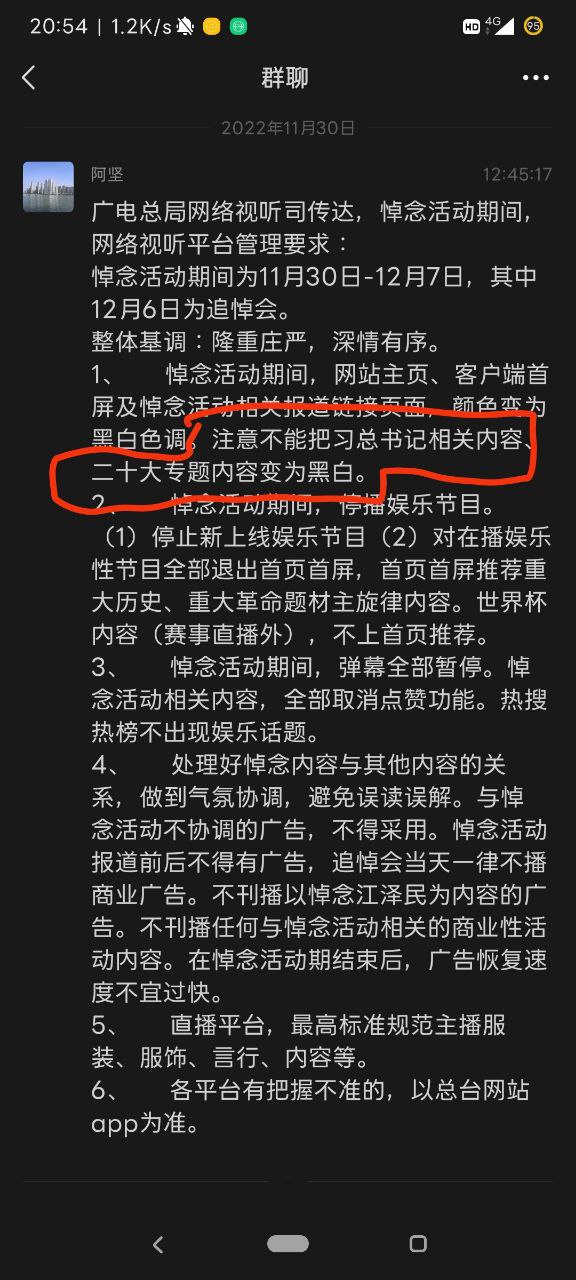 20:54 | 1.2K/s
HD 4G 95
群聊
2022年11月30日
阿坚 12:45:17
广电总局网络视听司传达，悼念活动期间，
网络视听平台管理要求：
悼念活动期间为11月30日-12月7日，其中
12月6日为追悼会。
整体基调：隆重庄严，深情有序。
1、 悼念活动期间，网站主页、客户端首
屏及悼念活动相关报道链接页面，颜色变为
黑白色调。注意不能把习总书记相关内容、
二十大专题内容变为黑白。
2、 悼念活动期间，停播娱乐节目。
（1）停止新上线娱乐节目（2）对在播娱乐
性节目全部退出首页首屏，首页首屏推荐重
大历史、重大革命题材主旋律内容。世界杯
内容（赛事直播外），不上首页推荐。
3、 悼念活动期间，弹幕全部暂停。悼
念活动相关内容，全部取消点赞功能。热搜
热榜不出现娱乐话题。
4、 处理好悼念内容与其他内容的关
系，做到气氛协调，避免误读误解。与悼
念活动不协调的广告，不得采用。悼念活动
报道前后不得有广告，追悼会当天一律不播
商业广告。不刊播以悼念江泽民为内容的广
告。不刊播任何与悼念活动相关的商业性活
动内容。在悼念活动期结束后，广告恢复速
度不宜过快。
5、 直播平台，最高标准规范主播服
装、服饰、言行、内容等。
6、 各平台有把握不准的，以总台网站
app为准。